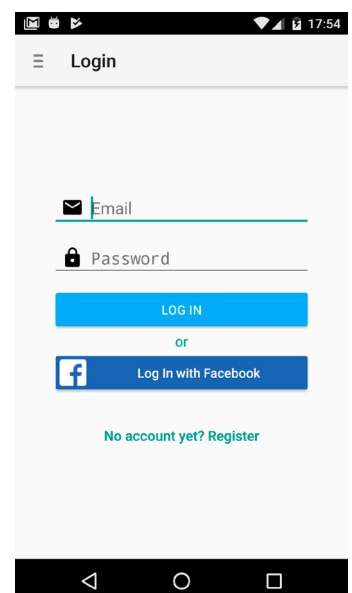 17:54
Login
Email
Password
LOG IN
or
Log In with Facebook
No account yet? Register